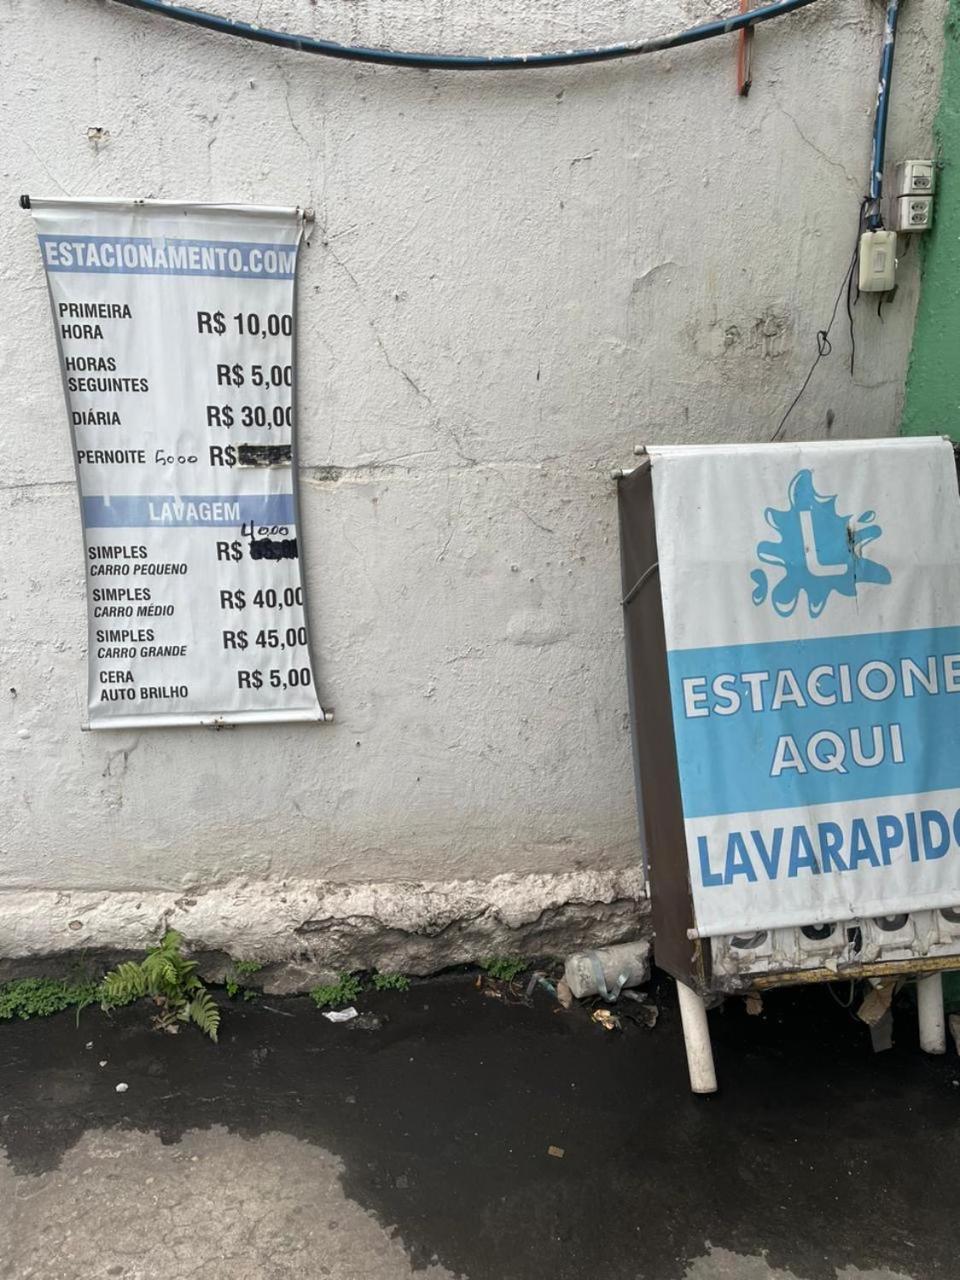 ESTACIONAMENTO.COM
PRIMEIRA
HORA R$ 10,00
HORAS
SEGUINTES R$ 5,00
DIÁRIA R$ 30,00
PERNOITE 5000 R$
LAVAGEM
40,00
SIMPLES R$
CARRO PEQUENO
SIMPLES R$ 40,00
CARRO MÉDIO
SIMPLES R$ 45,00
CARRO GRANDE
CERA R$ 5,00
AUTO BRILHO
L
ESTACIONE
AQUI
LAVARAPIDO